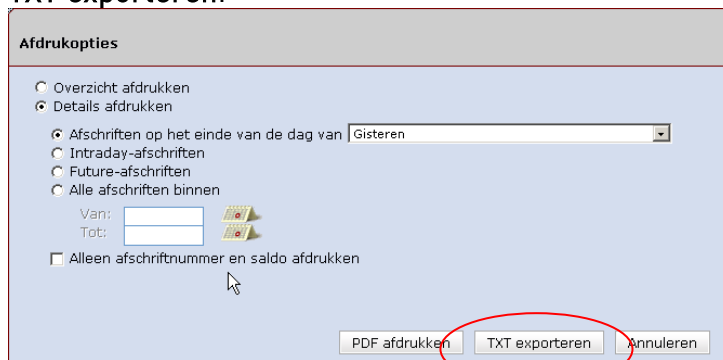 TXT exporteren.
Afdrukopties
Overzicht afdrukken
Details afdrukken
Afschriften op het einde van de dag van Gisteren
Intraday-afschriften
Future-afschriften
Alle afschriften binnen
Van:
Tot:
Alleen afschriftnummer en saldo afdrukken
PDF afdrukken TXT exporteren Annuleren